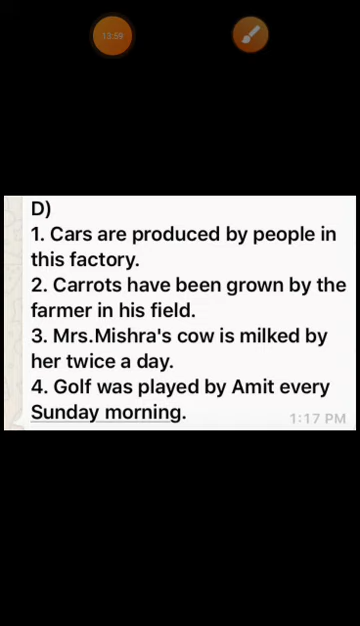 13:59
D)
1. Cars are produced by people in
this factory.
2. Carrots have been grown by the
farmer in his field.
3. Mrs.Mishra's cow is milked by
her twice a day.
4. Golf was played by Amit every
Sunday morning.
1:17 PM